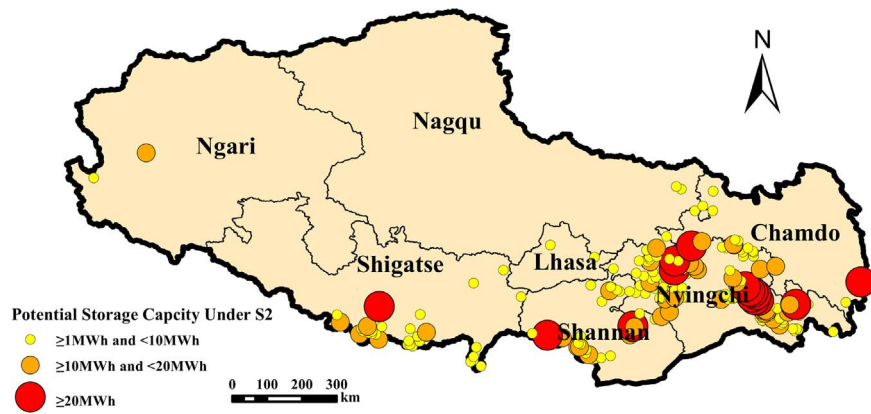 N
Nagqu
Ngari
Chamdo
Lhasa
Shigatse
Nyingchi
Shannan
Potential Storage Capcity Under S2
≥1MWh and <10MWh
≥10MWh and <20MWh
≥20MWh
0 100 200 300
km